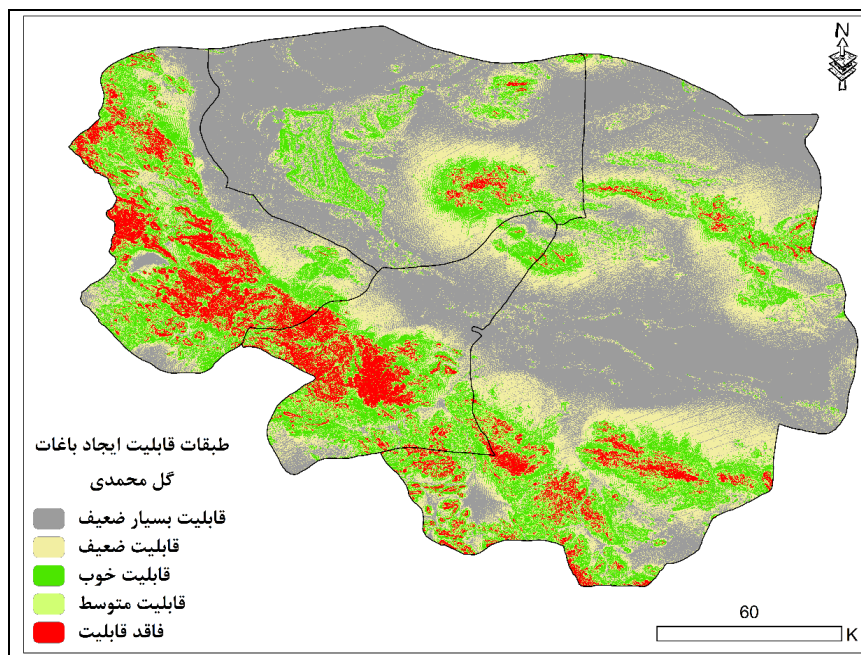 N
طبقات قابلیت ایجاد باغات
گل محمدی
قابلیت بسیار ضعیف
قابلیت ضعیف
قابلیت خوب
قابلیت متوسط
فاقد قابلیت
60
K